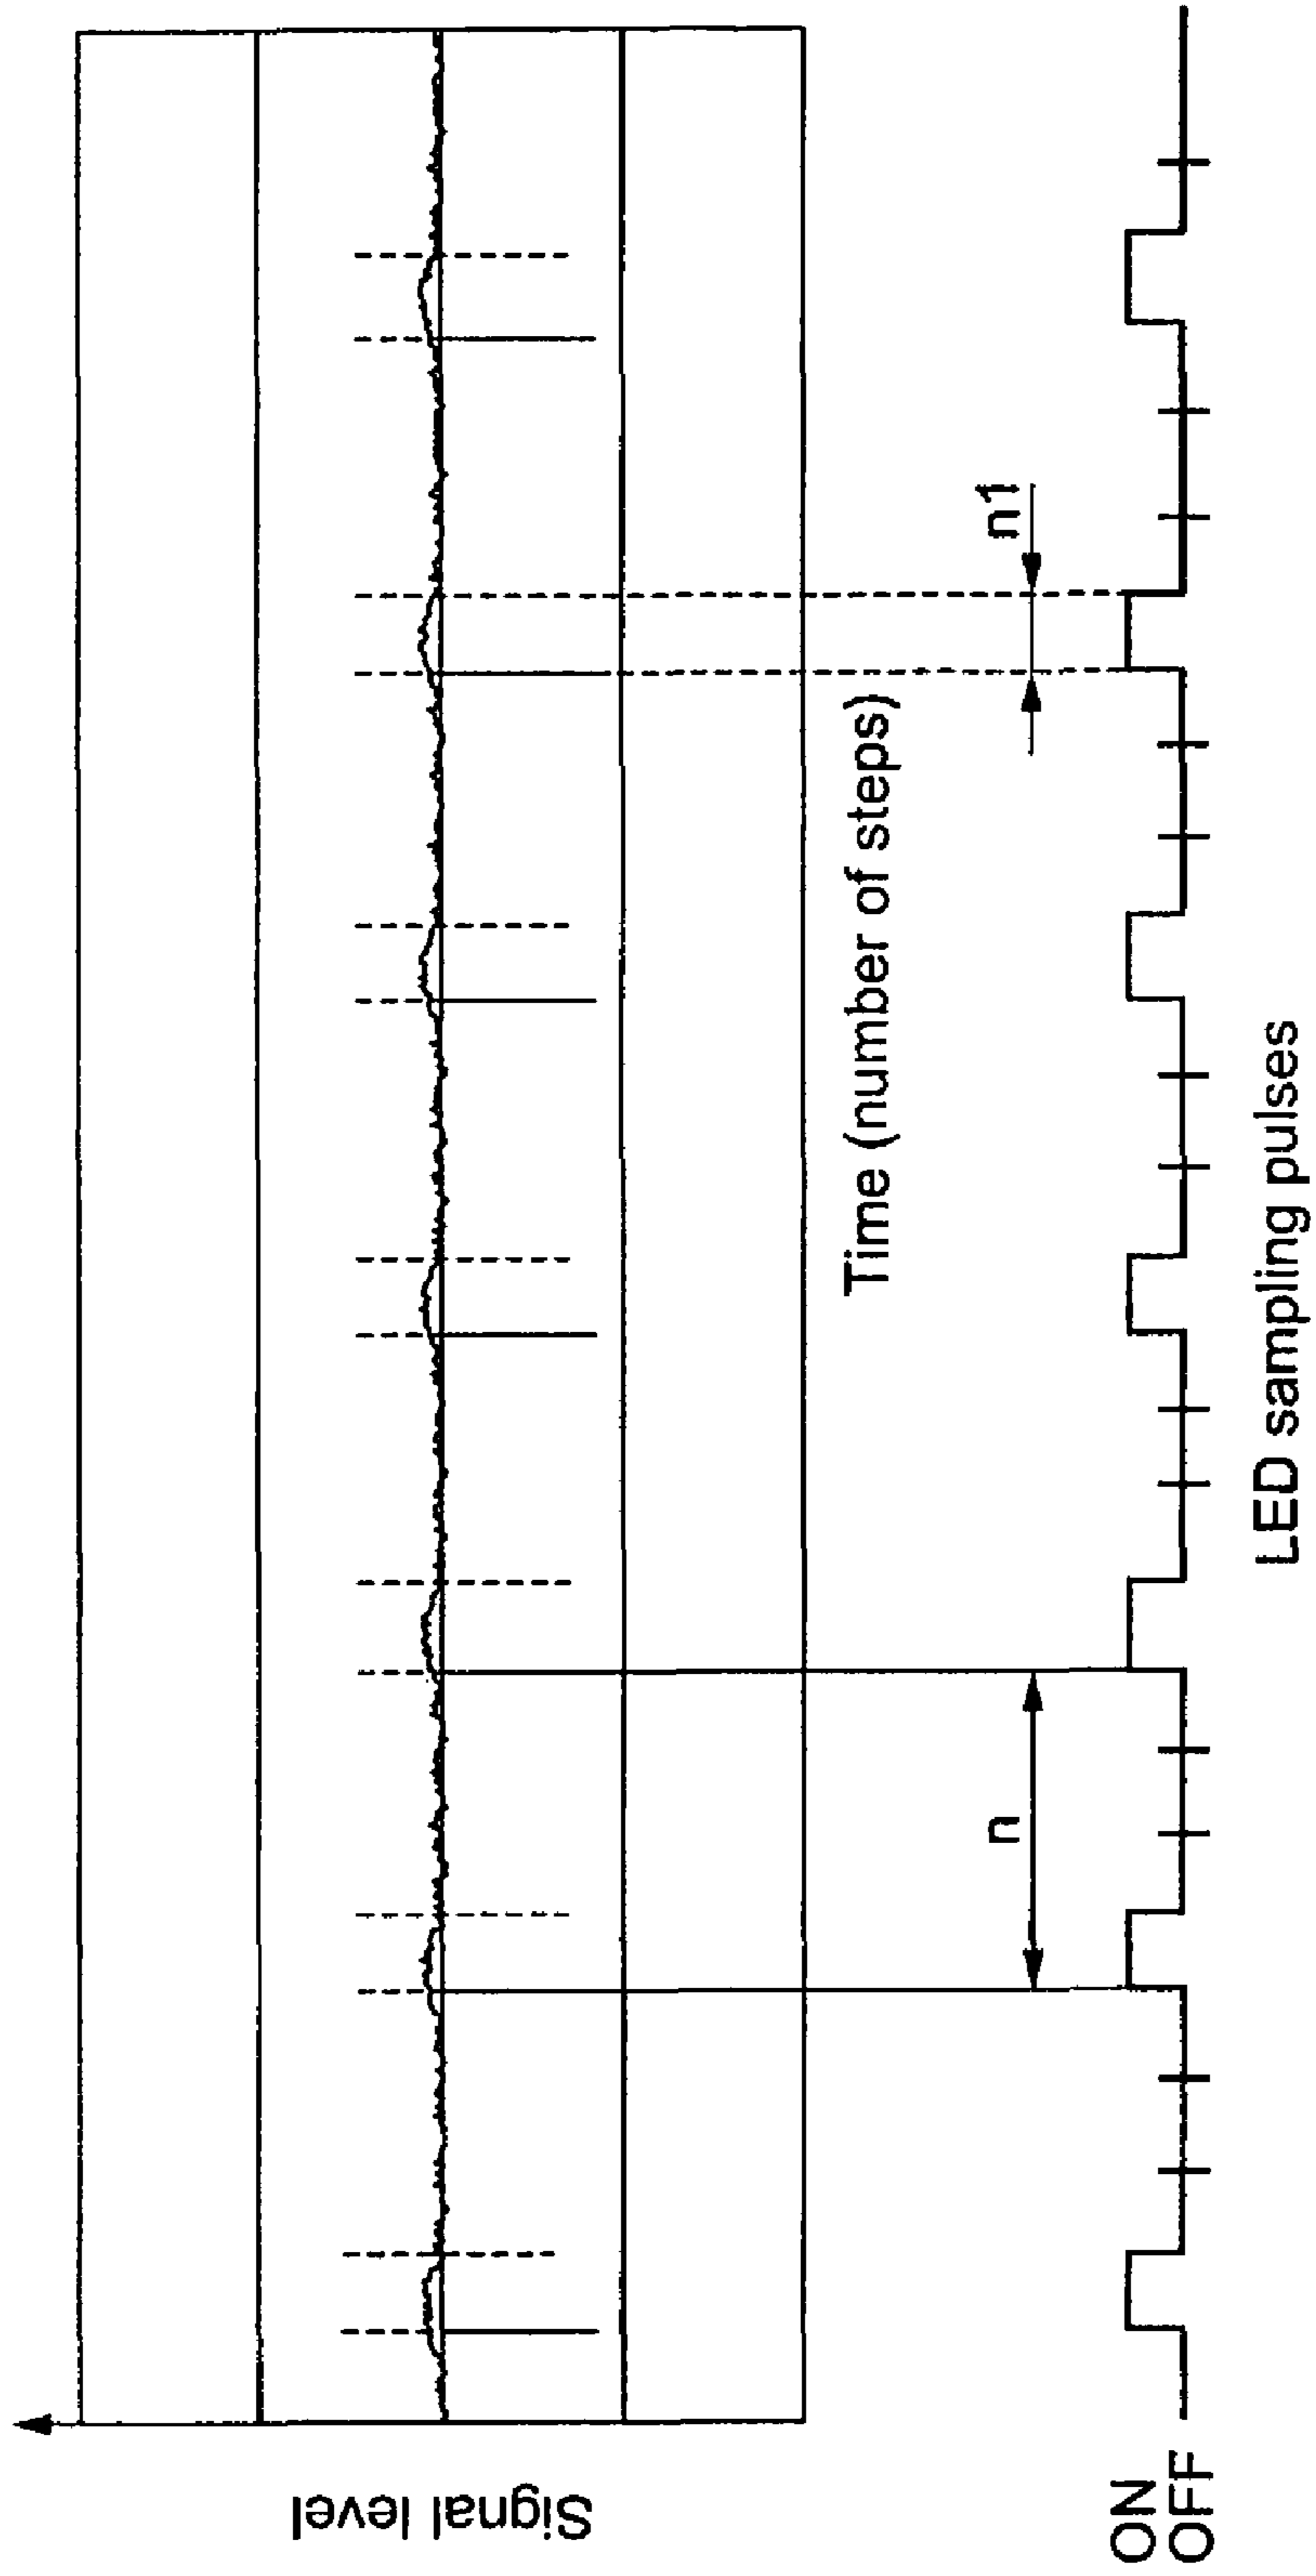 Signal level
Time (number of steps)
n
n1
ON
OFF
LED sampling pulses